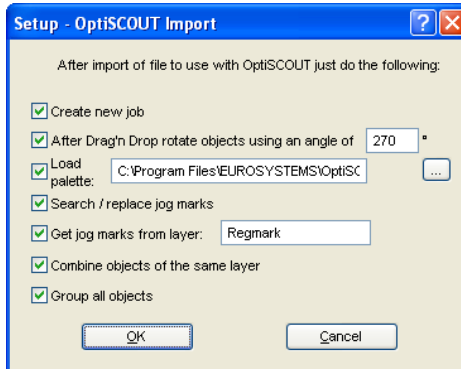 Setup - OptiSCOUT Import
?
After import of file to use with OptiSCOUT just do the following:
Create new job
After Drag'n Drop rotate objects using an angle of 270 °
Load
palette: C:\Program Files\EUROSYSTEMS\OptiSC ...
Search / replace jog marks
Get jog marks from layer: Regmark
Combine objects of the same layer
Group all objects
OK Cancel